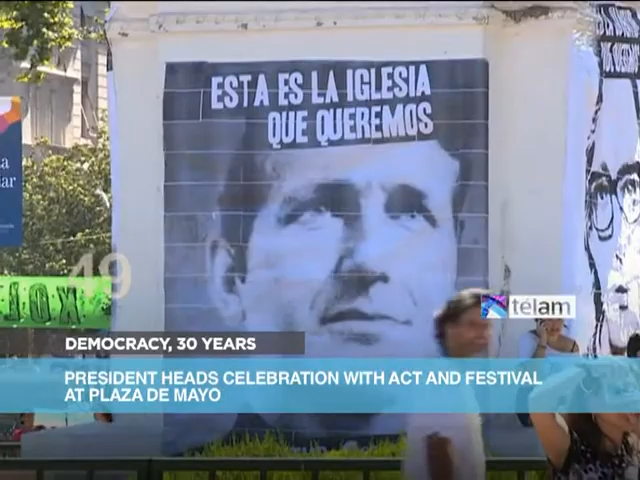 ESTA ES LA IGLESIA
QUE QUEREMOS
49
télam
DEMOCRACY, 30 YEARS
PRESIDENT HEADS CELEBRATION WITH ACT AND FESTIVAL
AT PLAZA DE MAYO